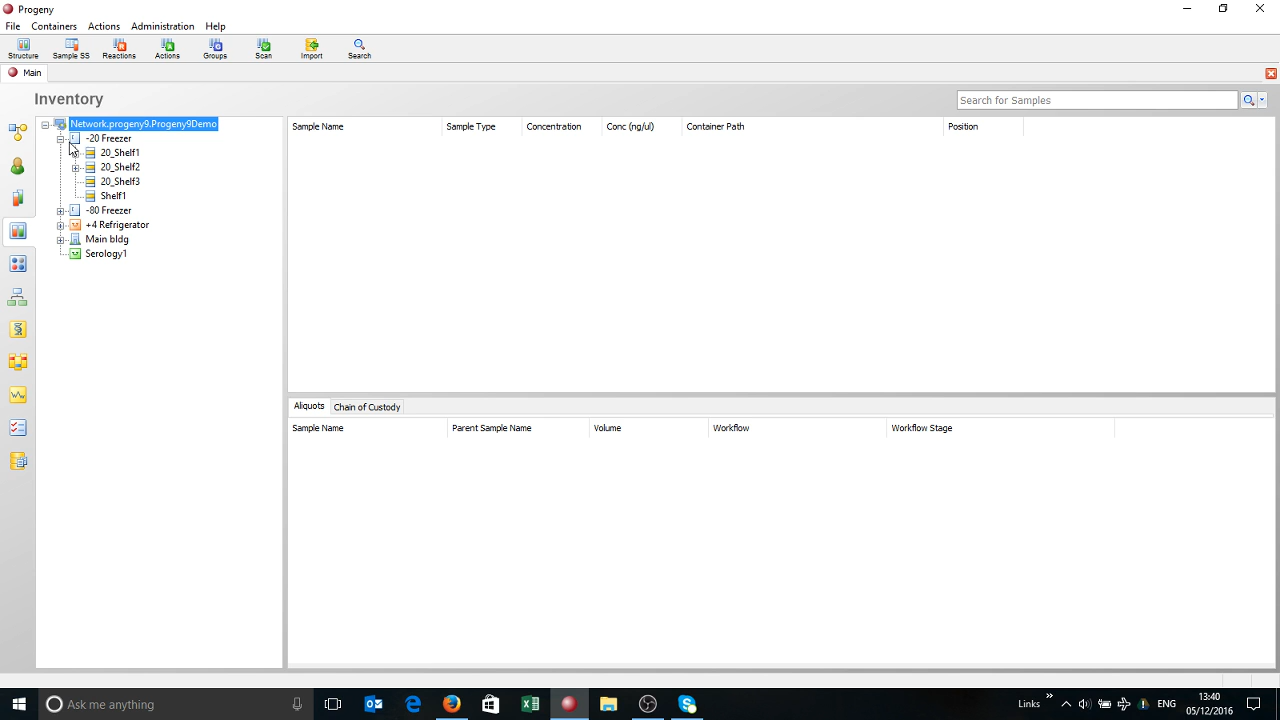 Progeny
File Containers Actions Administration Help
Structure Sample SS Reactions Actions Groups Scan Import Search
Main
Inventory
Search for Samples
Network.progeny9.Progeny9Demo
-20 Freezer
20_Shelf1
20_Shelf2
20_Shelf3
Shelf1
-80 Freezer
+4 Refrigerator
Main bldg
Serology1
Sample Name Sample Type Concentration Conc (ng/ul) Container Path Position
Aliquots Chain of Custody
Sample Name Parent Sample Name Volume Workflow Workflow Stage
Ask me anything
Links
ENG
13:40
05/12/2016